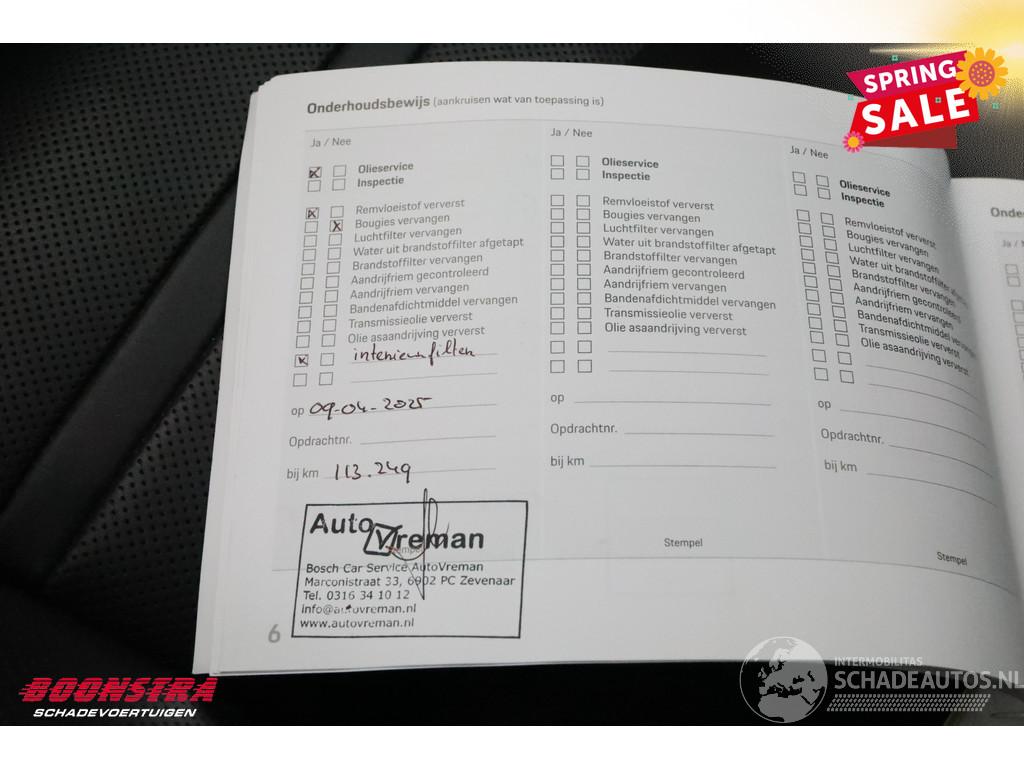 SPRING
SALE
Onderhoudsbewijs (aankruisen wat van toepassing is)
Ja / Nee
Olieservice
Inspectie
Remvloeistof ververst
Bougies vervangen
Luchtfilter vervangen
Water uit brandstoffilter afgetapt
Brandstoffilter vervangen
Aandrijfriem gecontroleerd
Aandrijfriem vervangen
Bandenafdichtmiddel vervangen
Transmissieolie ververst
Olie asaandrijving ververst
interieurfilter
op 09-04-2025
Opdrachtnr.
bij km 113.249
Auto Vreman
Bosch Car Service AutoVreman
Marconistraat 33, 6902 PC Zevenaar
Tel. 0316 34 10 12
info@autovreman.nl
www.autovreman.nl
6
Ja / Nee
Olieservice
Inspectie
Remvloeistof ververst
Bougies vervangen
Luchtfilter vervangen
Water uit brandstoffilter afgetapt
Brandstoffilter vervangen
Aandrijfriem gecontroleerd
Aandrijfriem vervangen
Bandenafdichtmiddel vervangen
Transmissieolie ververst
Olie asaandrijving ververst
op
Opdrachtnr.
bij km
Stempel
Ja / Nee
Olieservice
Inspectie
Remvloeistof ververst
Bougies vervangen
Luchtfilter vervangen
Water uit brandstoffilter
Brandstoffilter vervangen
Aandrijfriem gecontroleerd
Aandrijfriem vervangen
Bandenafdichtmiddel
Transmissieolie ververst
Olie asaandrijving ververst
op
Opdrachtnr.
bij km
Stempel
BOONSTRA
SCHADEVOERTUIGEN
INTERMOBILITAS
SCHADEAUTOS.NL